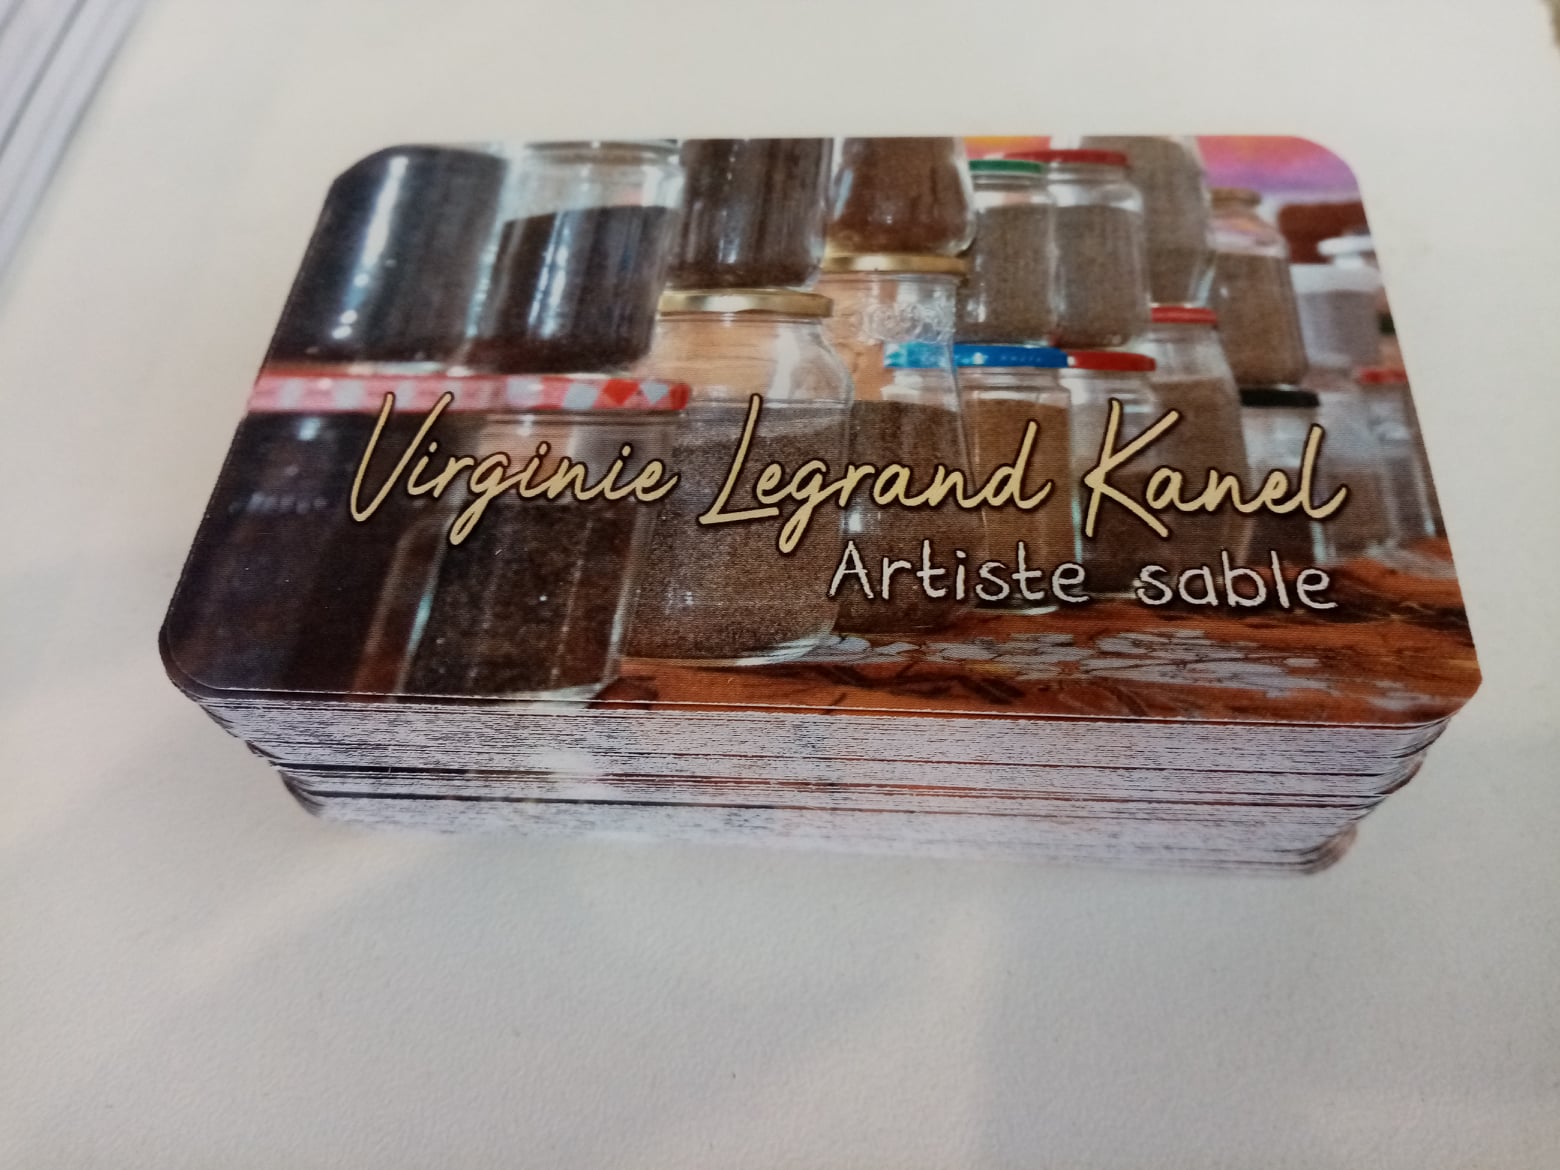 Virginie Legrand Kanel
Artiste sable